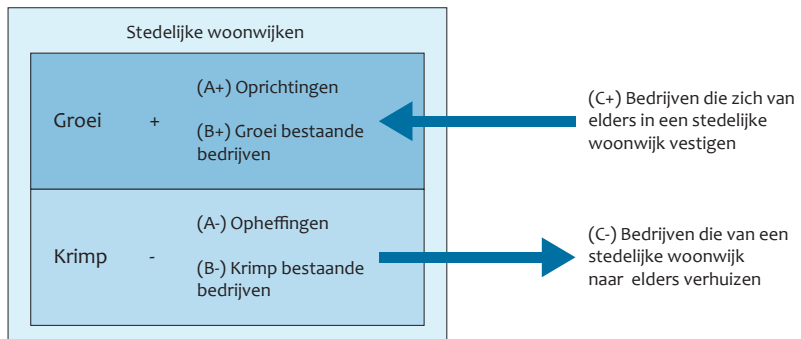 Stedelijke woonwijken
Groei
+
(A+) Oprichtingen
(B+) Groei bestaande
bedrijven
(C+) Bedrijven die zich van
elders in een stedelijke
woonwijk vestigen
Krimp
-
(A-) Opheffingen
(B-) Krimp bestaande
bedrijven
(C-) Bedrijven die van een
stedelijke woonwijk
naar elders verhuizen